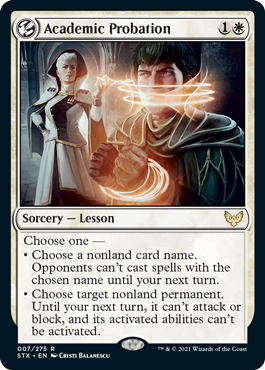 Academic Probation 1
Sorcery — Lesson
Choose one —
• Choose a nonland card name.
Opponents can't cast spells with the
chosen name until your next turn.
• Choose target nonland permanent.
Until your next turn, it can't attack or
block, and its activated abilities can't
be activated.
007/275 R
STX • EN Cristi Balanescu
™ & © 2021 Wizards of the Coast